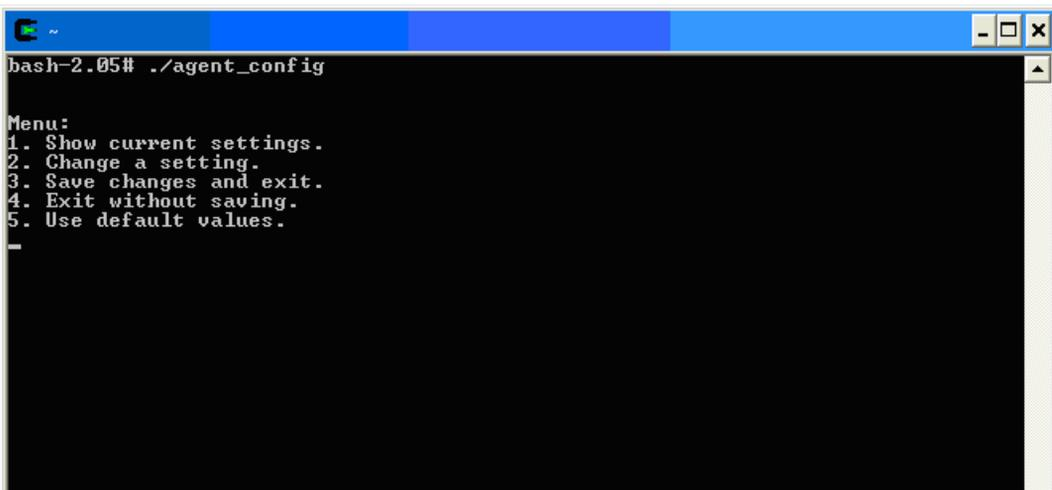 ~
bash-2.05# ./agent_config
Menu:
1. Show current settings.
2. Change a setting.
3. Save changes and exit.
4. Exit without saving.
5. Use default values.